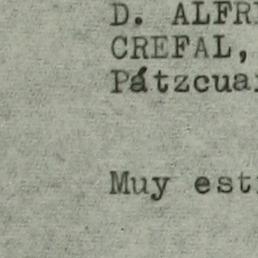 D. ALFR
CREFAL,
Pátzcua
Muy est